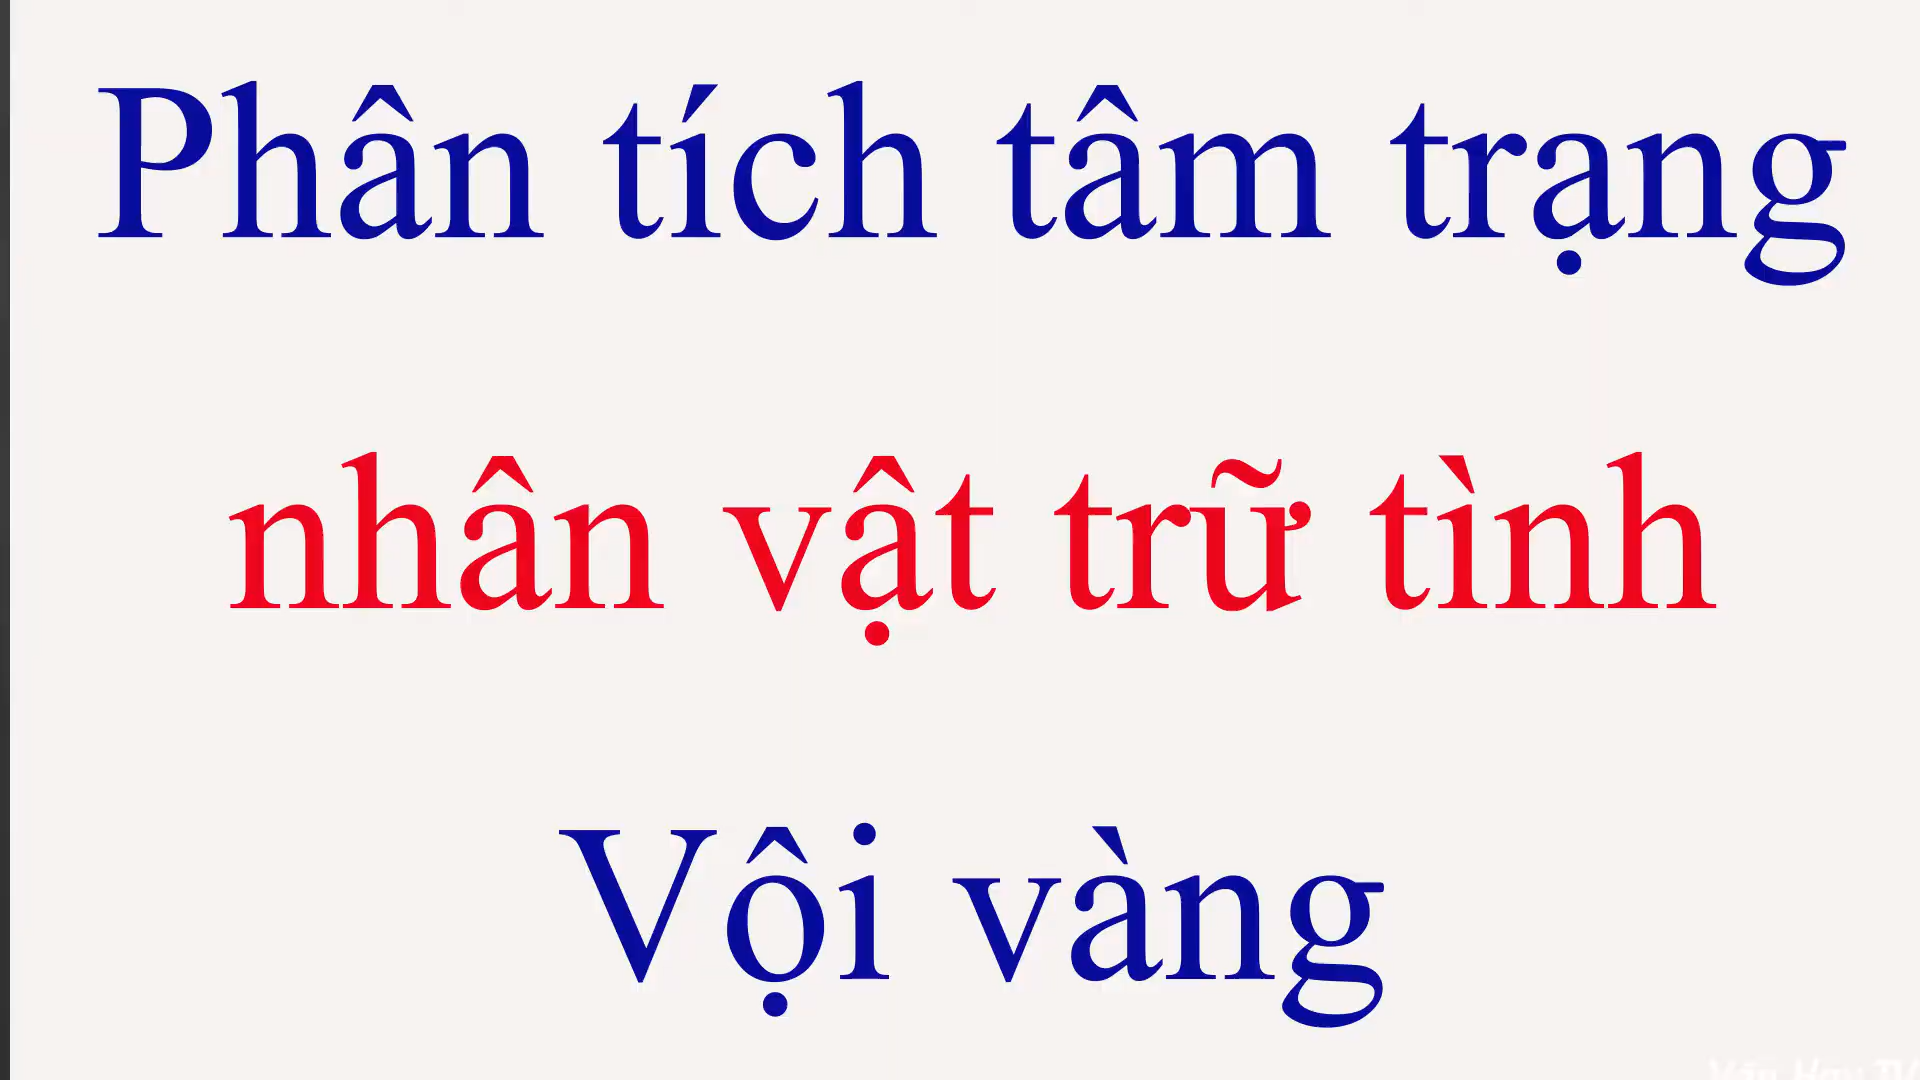 Phân tích tâm trạng
nhân vật trữ tình
Vội vàng